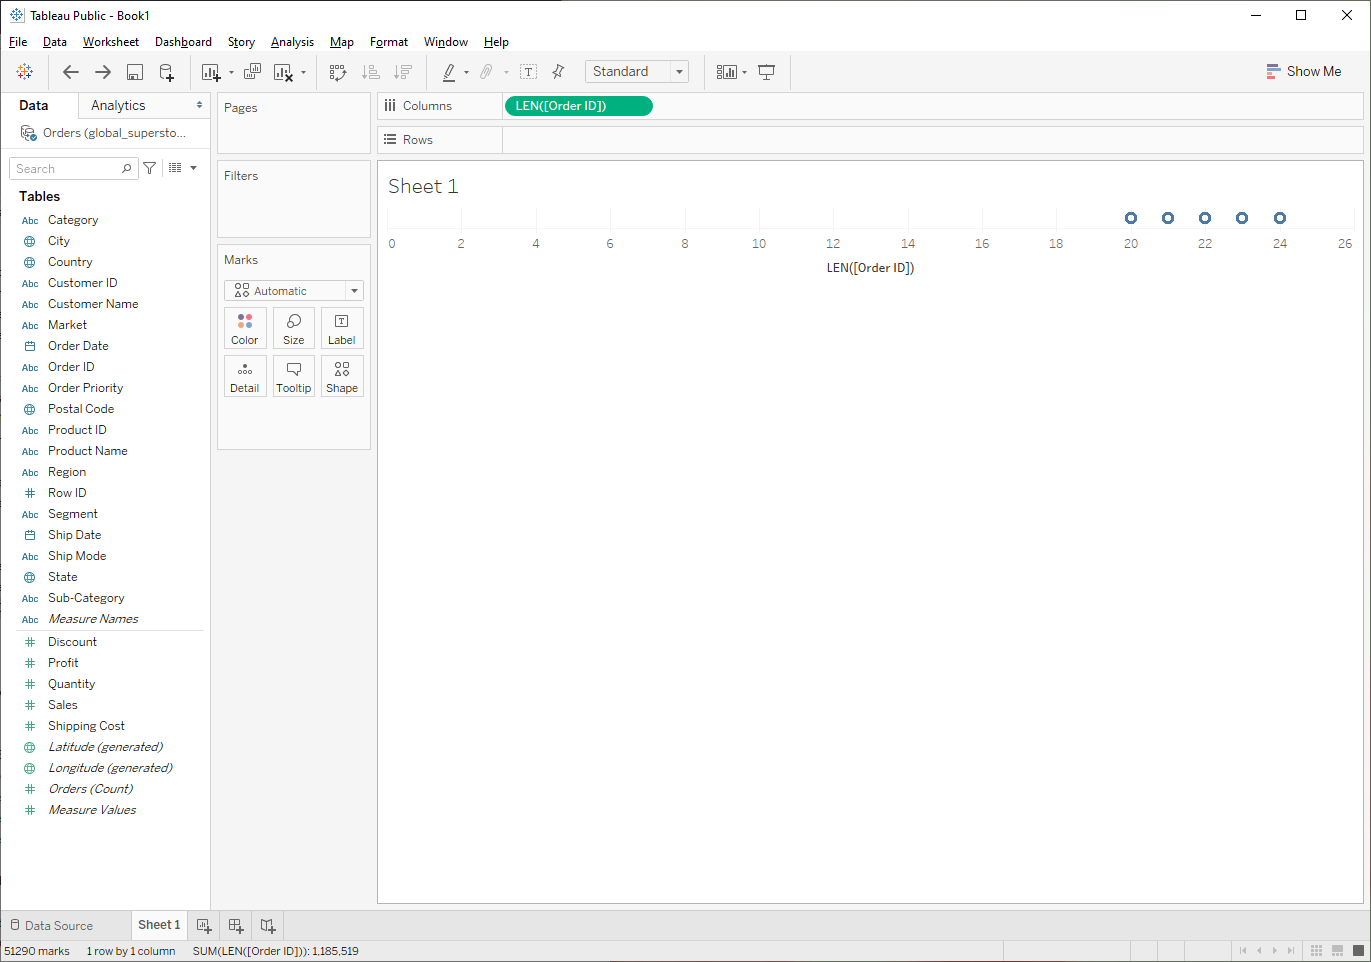 Tableau Public - Book1
File Data Worksheet Dashboard Story Analysis Map Format Window Help
Standard
Show Me
Data
Analytics
Orders (global_supersto...
Search
Tables
Abc Category
City
Country
Abc Customer ID
Abc Customer Name
Abc Market
Order Date
Abc Order ID
Abc Order Priority
Postal Code
Abc Product ID
Abc Product Name
Abc Region
# Row ID
Abc Segment
Ship Date
Abc Ship Mode
State
Abc Sub-Category
Abc Measure Names
# Discount
# Profit
# Quantity
# Sales
# Shipping Cost
Latitude (generated)
Longitude (generated)
# Orders (Count)
# Measure Values
Pages
Filters
Marks
Automatic
Color Size Label
Detail Tooltip Shape
Columns LEN([Order ID])
Rows
Sheet 1
0 2 4 6 8 10 12 14 16 18 20 22 24 26
LEN([Order ID])
Data Source Sheet 1
51290 marks 1 row by 1 column SUM(LEN([Order ID])): 1,185,519